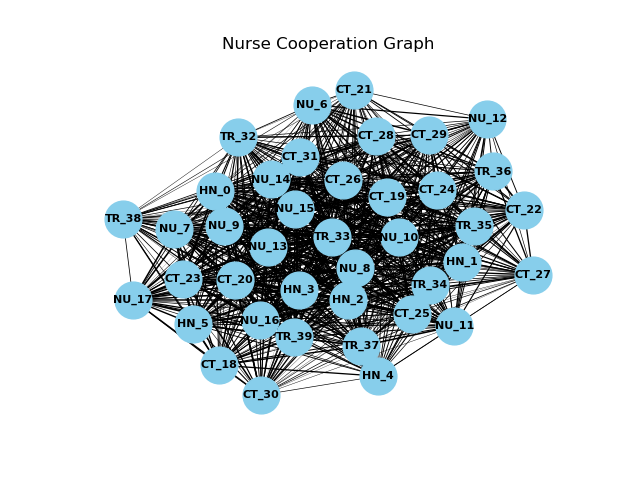 Nurse Cooperation Graph
CT_21
NU_6
NU_12
TR_32
CT_28
CT_29
CT_31
TR_36
NU_14
CT_26
HN_0
CT_24
CT_19
NU_15
CT_22
TR_38
NU_9
TR_35
NU_7
TR_33
NU_10
NU_13
HN_1
NU_8
CT_27
CT_23
CT_20
TR_34
HN_3
NU_17
HN_2
CT_25
NU_16
HN_5
NU_11
TR_39
TR_37
CT_18
HN_4
CT_30